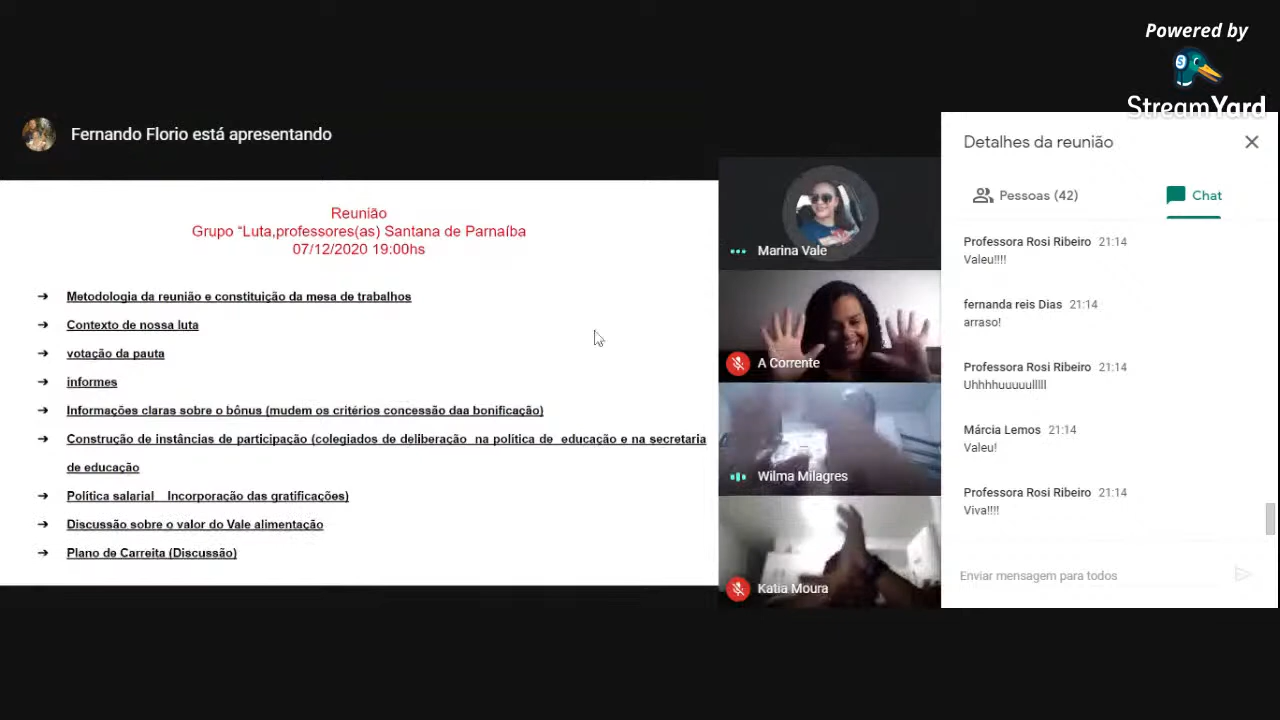 Powered by
StreamYard
Fernando Florio está apresentando
Reunião
Grupo “Luta,professores(as) Santana de Parnaíba
07/12/2020 19:00hs
➔ Metodologia da reunião e constituição da mesa de trabalhos
➔ Contexto de nossa luta
➔ votação da pauta
➔ informes
➔ Informações claras sobre o bônus (mudem os critérios concessão daa bonificação)
➔ Construção de instâncias de participação (colegiados de deliberação na política de educação e na secretaria
de educação
➔ Política salarial Incorporação das gratificações)
➔ Discussão sobre o valor do Vale alimentação
➔ Plano de Carreita (Discussão)
Marina Vale
A Corrente
Wilma Milagres
Katia Moura
Detalhes da reunião
Pessoas (42)
Chat
Professora Rosi Ribeiro 21:14
Valeu!!!!
fernanda reis Dias 21:14
arraso!
Professora Rosi Ribeiro 21:14
Uhhhhuuuuulllll
Márcia Lemos 21:14
Valeu!
Professora Rosi Ribeiro 21:14
Viva!!!!
Enviar mensagem para todos